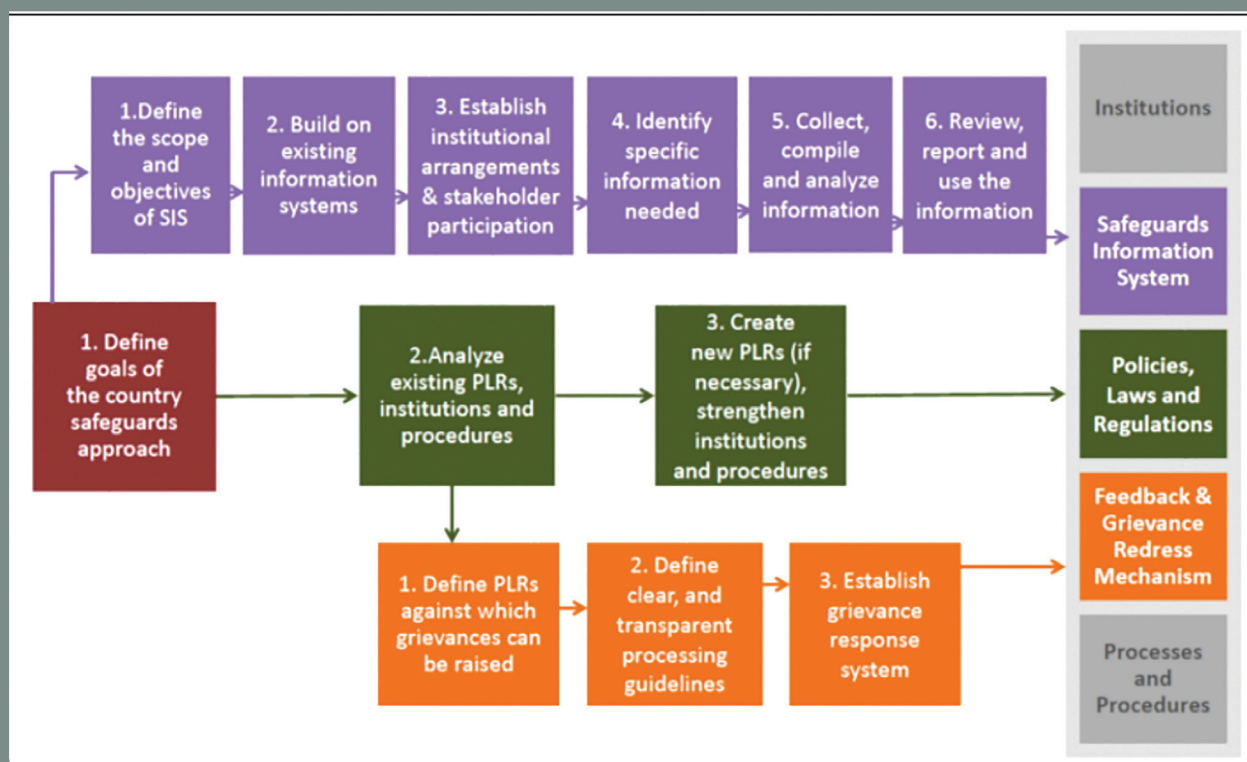 1.Define
the scope
and
objectives
of SIS
2. Build on
existing
information
systems
3. Establish
institutional
arrangements
& stakeholder
participation
4. Identify
specific
information
needed
5. Collect,
compile
and analyze
information
6. Review,
report and
use the
information
1. Define
goals of
the country
safeguards
approach
2.Analyze
existing PLRs,
institutions and
procedures
3. Create
new PLRs (if
necessary),
strengthen
institutions
and procedures
1. Define PLRs
against which
grievances can
be raised
2. Define
clear, and
transparent
processing
guidelines
3. Establish
grievance
response
system
Institutions
Safeguards
Information
System
Policies,
Laws and
Regulations
Feedback &
Grievance
Redress
Mechanism
Processes
and
Procedures